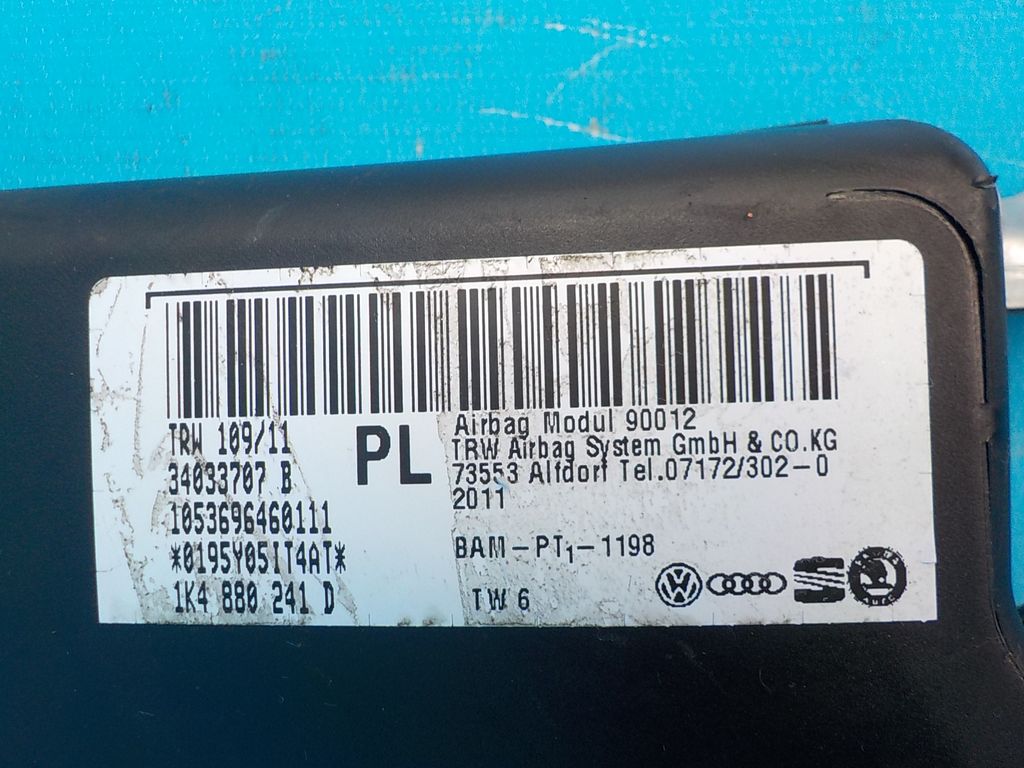 TRW 109/11
34033707 B
1053696460111
*0195Y05IT4AT*
1K4 880 241 D
PL
Airbag Modul 90012
TRW Airbag System GmbH & CO.KG
73553 Alfdorf Tel.07172/302-0
2011
BAM-PT1-1198
TW 6